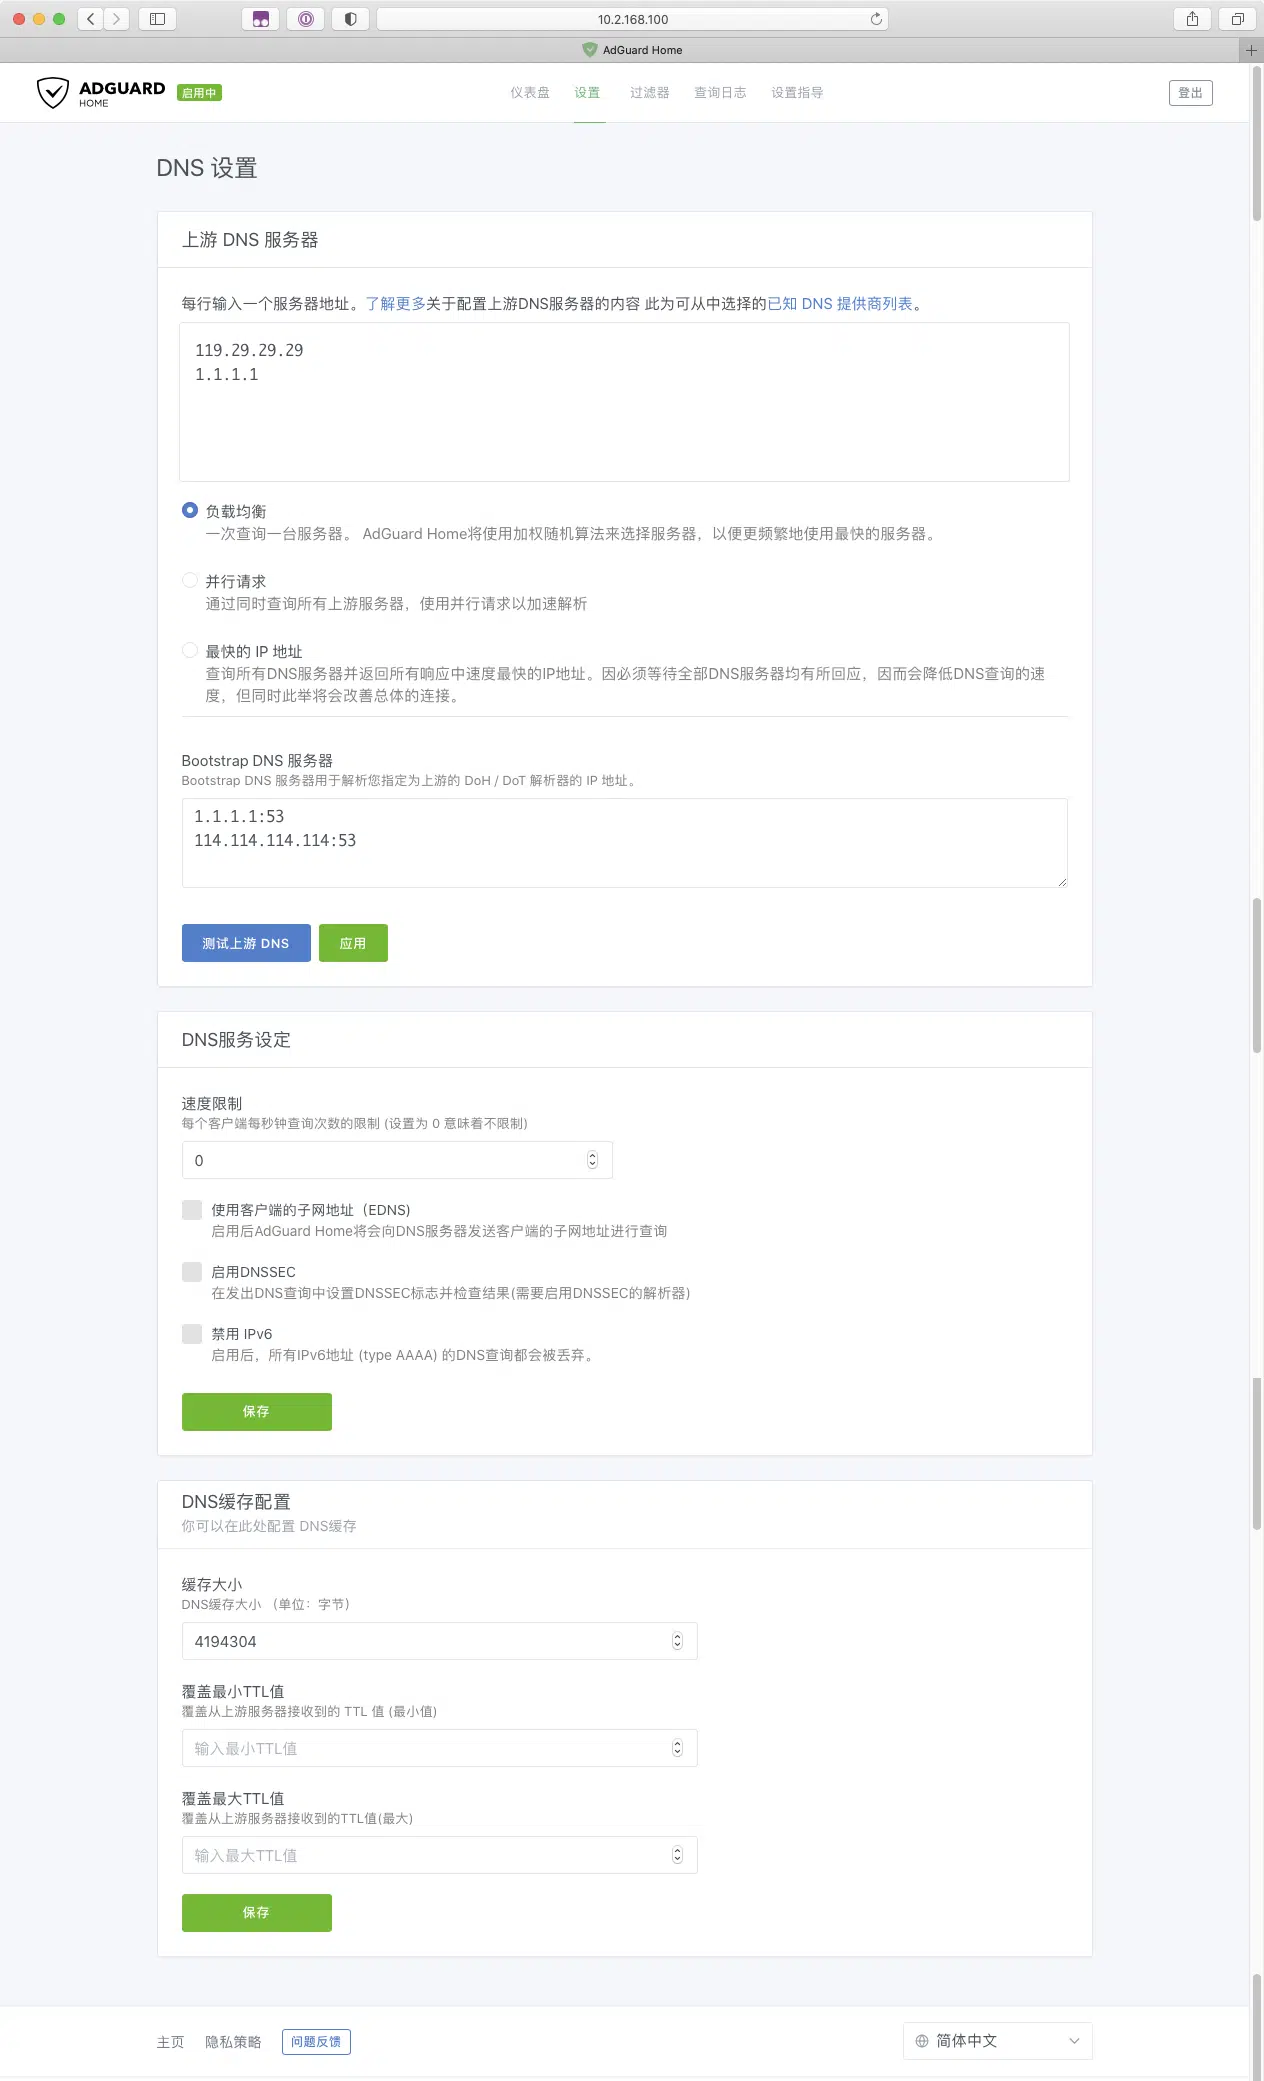 10.2.168.100
AdGuard Home
ADGUARD
HOME
启用中
仪表盘 设置 过滤器 查询日志 设置指导
登出
DNS 设置
上游 DNS 服务器
每行输入一个服务器地址。了解更多关于配置上游DNS服务器的内容 此为可从中选择的已知 DNS 提供商列表。
119.29.29.29
1.1.1.1
负载均衡
一次查询一台服务器。 AdGuard Home将使用加权随机算法来选择服务器，以便更频繁地使用最快的服务器。
并行请求
通过同时查询所有上游服务器，使用并行请求以加速解析
最快的 IP 地址
查询所有DNS服务器并返回所有响应中速度最快的IP地址。因必须等待全部DNS服务器均有所回应，因而会降低DNS查询的速
度，但同时此举将会改善总体的连接。
Bootstrap DNS 服务器
Bootstrap DNS 服务器用于解析您指定为上游的 DoH / DoT 解析器的 IP 地址。
1.1.1.1:53
114.114.114.114:53
测试上游 DNS 应用
DNS服务设定
速度限制
每个客户端每秒钟查询次数的限制 (设置为 0 意味着不限制)
0
使用客户端的子网地址（EDNS)
启用后AdGuard Home将会向DNS服务器发送客户端的子网地址进行查询
启用DNSSEC
在发出DNS查询中设置DNSSEC标志并检查结果(需要启用DNSSEC的解析器)
禁用 IPv6
启用后，所有IPv6地址 (type AAAA) 的DNS查询都会被丢弃。
保存
DNS缓存配置
你可以在此处配置 DNS缓存
缓存大小
DNS缓存大小 （单位：字节）
4194304
覆盖最小TTL值
覆盖从上游服务器接收到的 TTL 值 (最小值)
输入最小TTL值
覆盖最大TTL值
覆盖从上游服务器接收到的TTL值(最大)
输入最大TTL值
保存
主页 隐私策略 问题反馈
简体中文